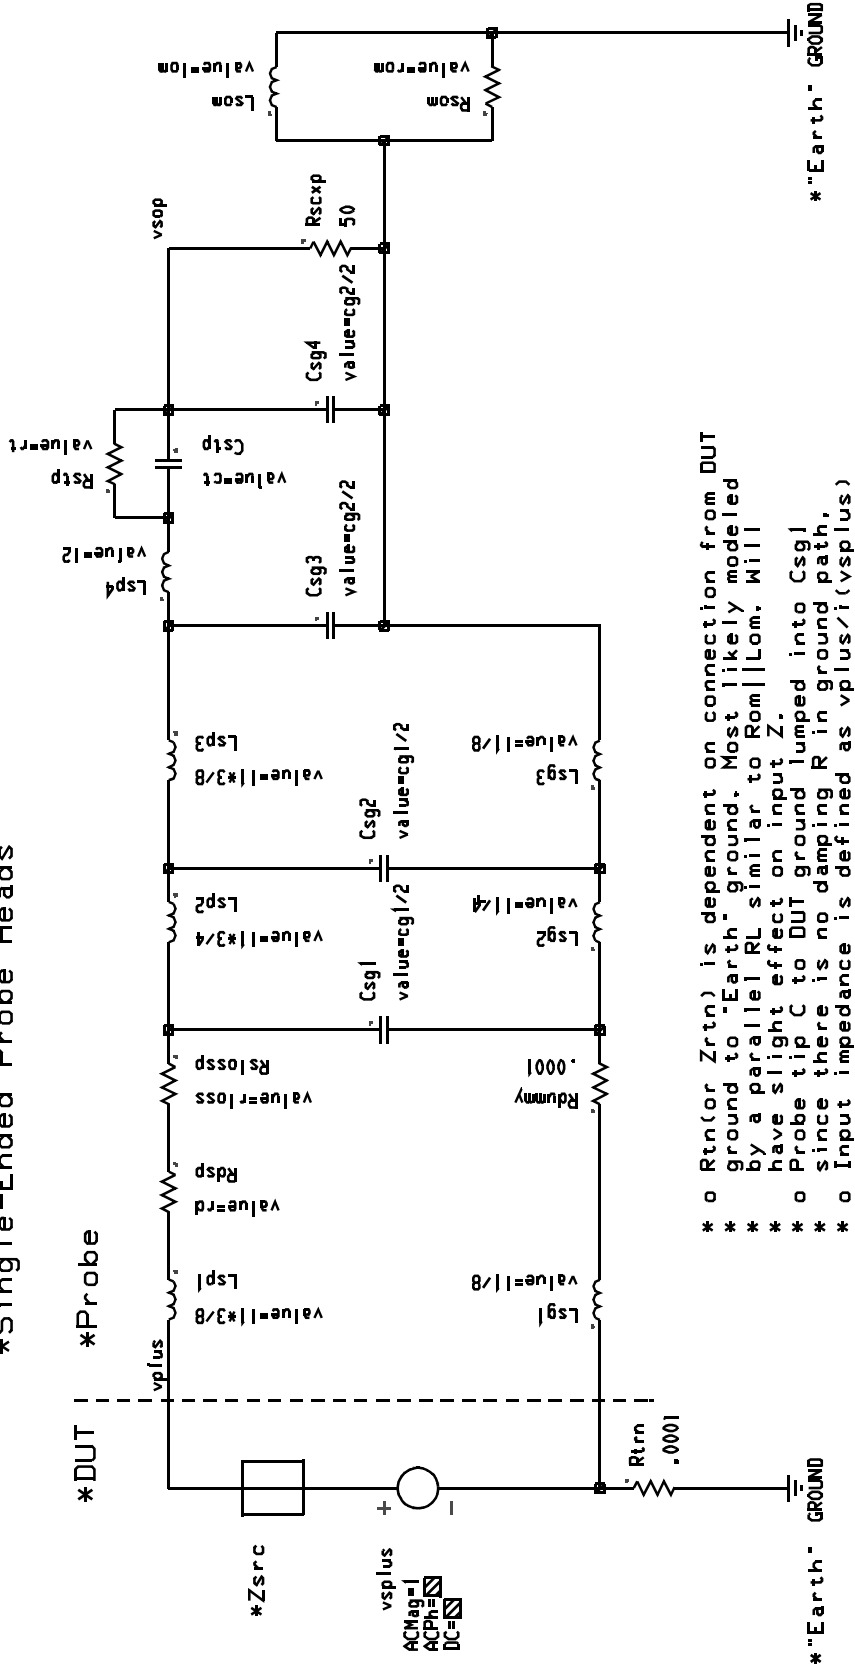 *Single-Ended Probe Heads
*DUT
*Probe
*Zsrc
vsplus
ACMag=1
ACPh=0
DC=0
+
-
vplus
Lsp1
value=l1*3/8
Rdsp
value=rd
Rslossp
value=rloss
Lsp2
value=l1*3/4
Lsp3
value=l1*3/8
Lsp4
value=l2
Rstp
value=rt
Cstp
value=ct
vsop
Csg1
value=cg1/2
Csg2
value=cg1/2
Csg3
value=cg2/2
Csg4
value=cg2/2
Rscxp
50
Lsom
value=lom
Rsom
value=rom
Lsg1
value=l1/8
Rdummy
.0001
Lsg2
value=l1/4
Lsg3
value=l1/8
Rtrn
.0001
*"Earth" GROUND
*"Earth" GROUND
* o Rtn(or Zrtn) is dependent on connection from DUT
* ground to "Earth" ground. Most likely modeled
* by a parallel RL similar to Rom||Lom. Will
* have slight effect on input Z.
* o Probe tip C to DUT ground lumped into Csg1
* since there is no damping R in ground path.
* o Input impedance is defined as vplus/i(vsplus)